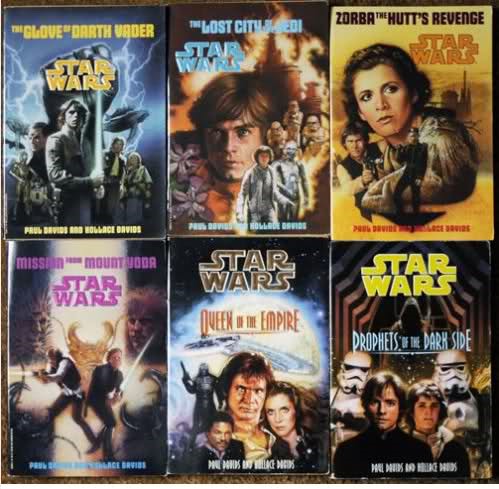 THE GLOVE OF DARTH VADER
STAR
WARS
PAUL DAVIDS AND HOLLACE DAVIDS
THE LOST CITY OF THE JEDI
STAR
WARS
PAUL DAVIDS AND HOLLACE DAVIDS
ZORBA THE HUTT'S REVENGE
STAR
WARS
PAUL DAVIDS AND HOLLACE DAVIDS
MISSION FROM MOUNT YODA
STAR
WARS
PAUL DAVIDS AND HOLLACE DAVIDS
STAR
WARS
QUEEN OF THE EMPIRE
PAUL DAVIDS AND HOLLACE DAVIDS
STAR
WARS
PROPHETS OF THE DARK SIDE
PAUL DAVIDS AND HOLLACE DAVIDS